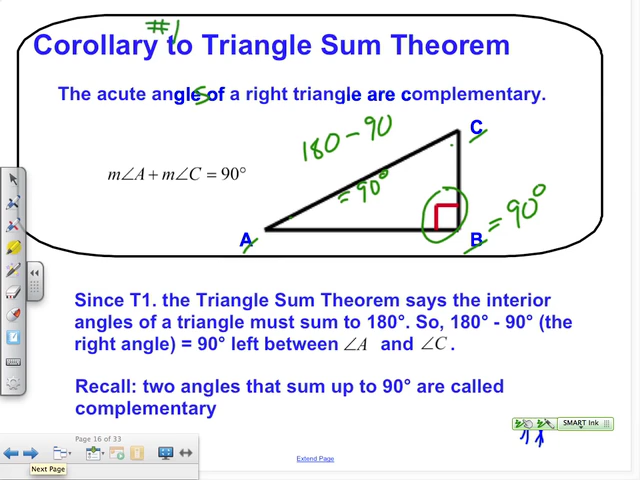 #1
Corollary to Triangle Sum Theorem
The acute angles of a right triangle are complementary.
180 - 90
= 90°
C
m∠A + m∠C = 90°
A
B = 90°
Since T1. the Triangle Sum Theorem says the interior
angles of a triangle must sum to 180°. So, 180° - 90° (the
right angle) = 90° left between ∠A and ∠C.
Recall: two angles that sum up to 90° are called
complementary
SMART Ink
Page 16 of 33
Extend Page
Next Page